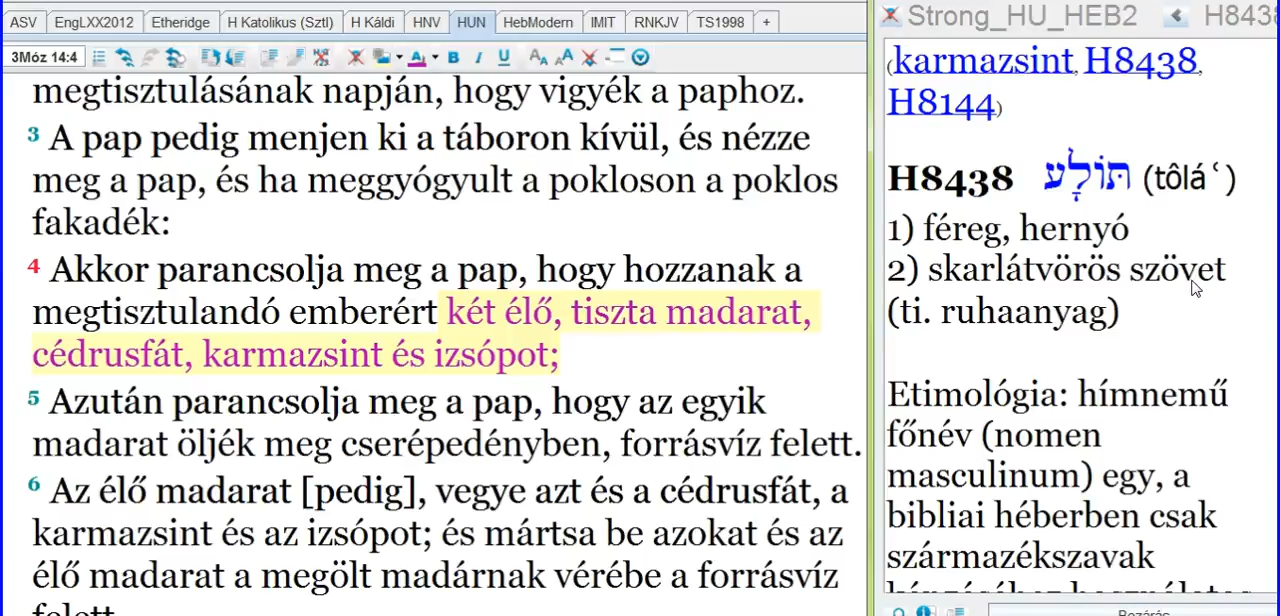 ASV EngLXX2012 Etheridge H Katolikus (Sztl) H Káldi HNV HUN HebModern IMIT RNKJV TS1998 +
3Móz 14:4
megtisztulásának napján, hogy vigyék a paphoz.
3 A pap pedig menjen ki a táboron kívül, és nézze
meg a pap, és ha meggyógyult a pokloson a poklos
fakadék:
4 Akkor parancsolja meg a pap, hogy hozzanak a
megtisztulandó emberért két élő, tiszta madarat,
cédrusfát, karmazsint és izsópot;
5 Azután parancsolja meg a pap, hogy az egyik
madarat öljék meg cserépedényben, forrásvíz felett.
6 Az élő madarat [pedig], vegye azt és a cédrusfát, a
karmazsint és az izsópot; és mártsa be azokat és az
élő madarat a megölt madárnak vérébe a forrásvíz
felett
Strong_HU_HEB2 H8438
(karmazsint, H8438,
H8144)
H8438 תּוֹלָע (tôláʿ)
1) féreg, hernyó
2) skarlátvörös szövet
(ti. ruhaanyag)
Etimológia: hímnemű
főnév (nomen
masculinum) egy, a
bibliai héberben csak
származékszavak
Bezárás